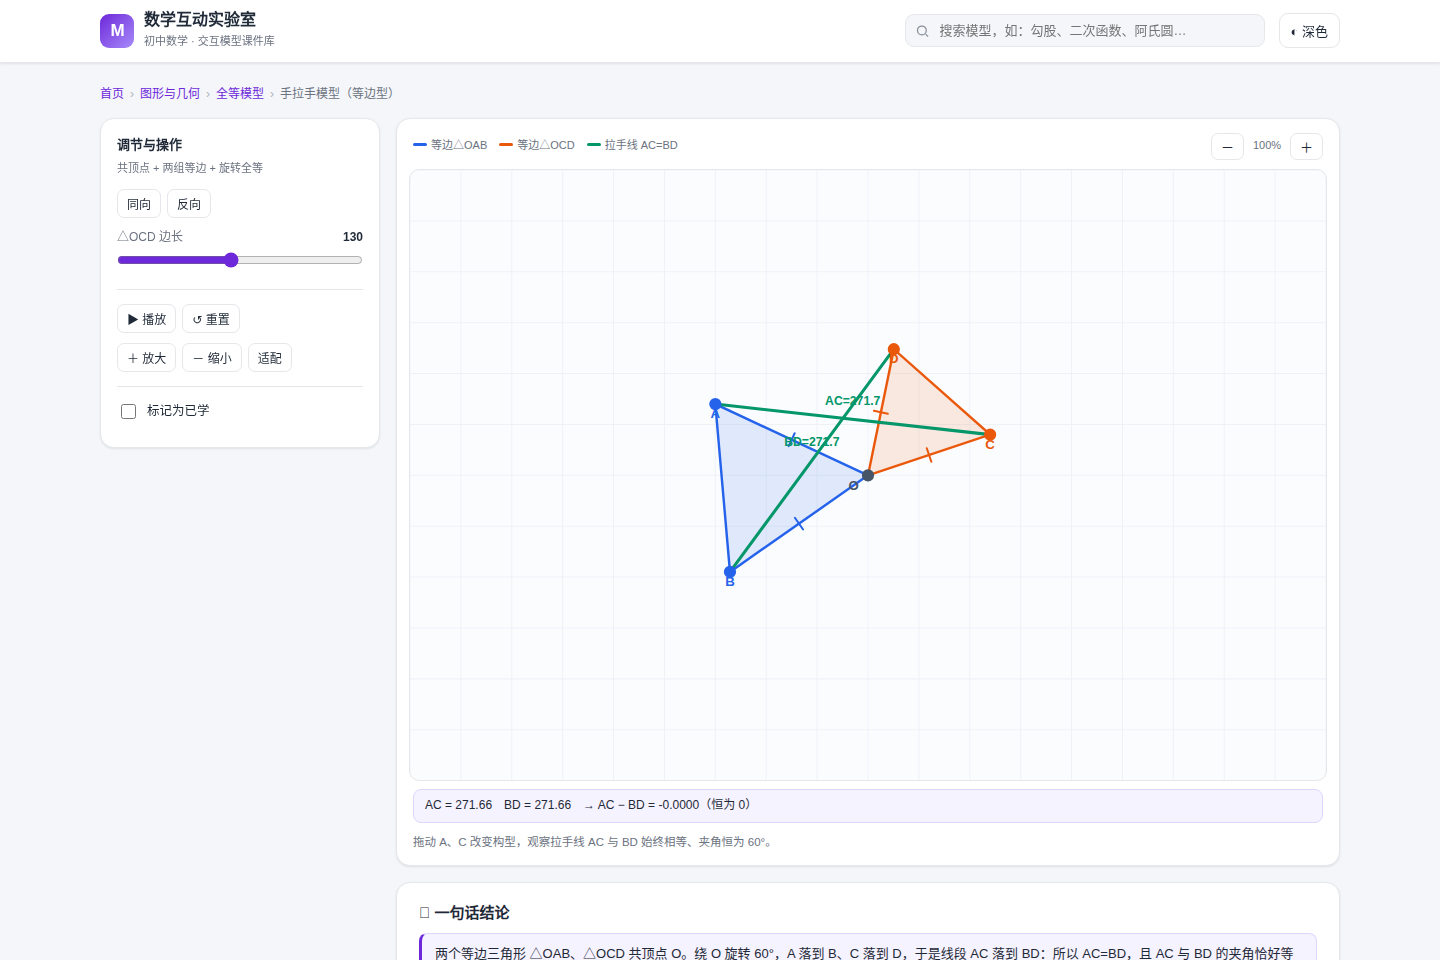 M
数学互动实验室
初中数学 · 交互模型课件库
搜索模型，如：勾股、二次函数、阿氏圆…
深色
首页 › 图形与几何 › 全等模型 › 手拉手模型（等边型）
调节与操作
共顶点 + 两组等边 + 旋转全等
同向 反向
△OCD 边长 130
▶ 播放 ↺ 重置
＋ 放大 － 缩小 适配
标记为已学
等边△OAB 等边△OCD 拉手线 AC=BD
－ 100% ＋
D
AC=271.7
A
BD=271.7
C
O
B
AC = 271.66 BD = 271.66 → AC − BD = -0.0000（恒为 0）
拖动 A、C 改变构型，观察拉手线 AC 与 BD 始终相等、夹角恒为 60°。
一句话结论
两个等边三角形 △OAB、△OCD 共顶点 O。绕 O 旋转 60°，A 落到 B、C 落到 D，于是线段 AC 落到 BD：所以 AC=BD，且 AC 与 BD 的夹角恰好等